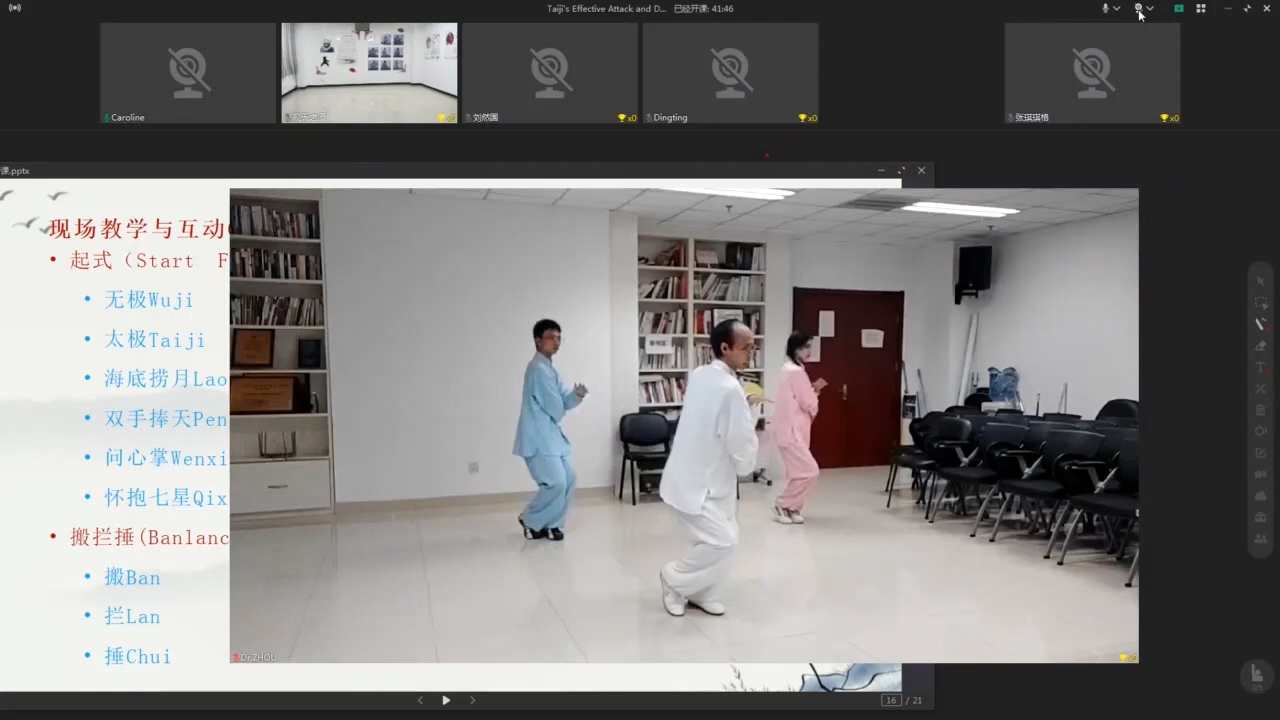 Taiji's Effective Attack and D... 已经开课: 41:46
Caroline
x0
刘然国
x0
Dingting
x0
张琪琪格
x0
课.pptx
现场教学与互动
起式（Start F
无极Wuji
太极Taiji
海底捞月Lao
双手捧天Pen
问心掌Wenxi
怀抱七星Qix
搬拦捶(Banlanc
搬Ban
拦Lan
捶Chui
Dr.ZHOU
x0
16 / 21